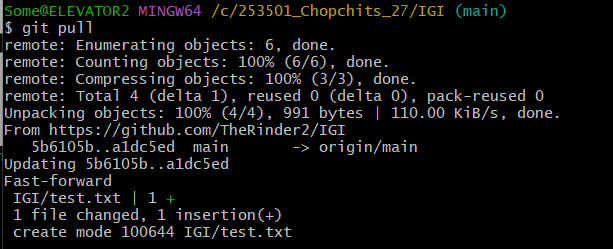 Some@ELEVATOR2 MINGW64 /c/253501_Chopchits_27/IGI (main)
$ git pull
remote: Enumerating objects: 6, done.
remote: Counting objects: 100% (6/6), done.
remote: Compressing objects: 100% (3/3), done.
remote: Total 4 (delta 1), reused 0 (delta 0), pack-reused 0
Unpacking objects: 100% (4/4), 991 bytes | 110.00 KiB/s, done.
From https://github.com/TheRinder2/IGI
   5b6105b..a1dc5ed  main       -> origin/main
Updating 5b6105b..a1dc5ed
Fast-forward
 IGI/test.txt | 1 +
 1 file changed, 1 insertion(+)
 create mode 100644 IGI/test.txt